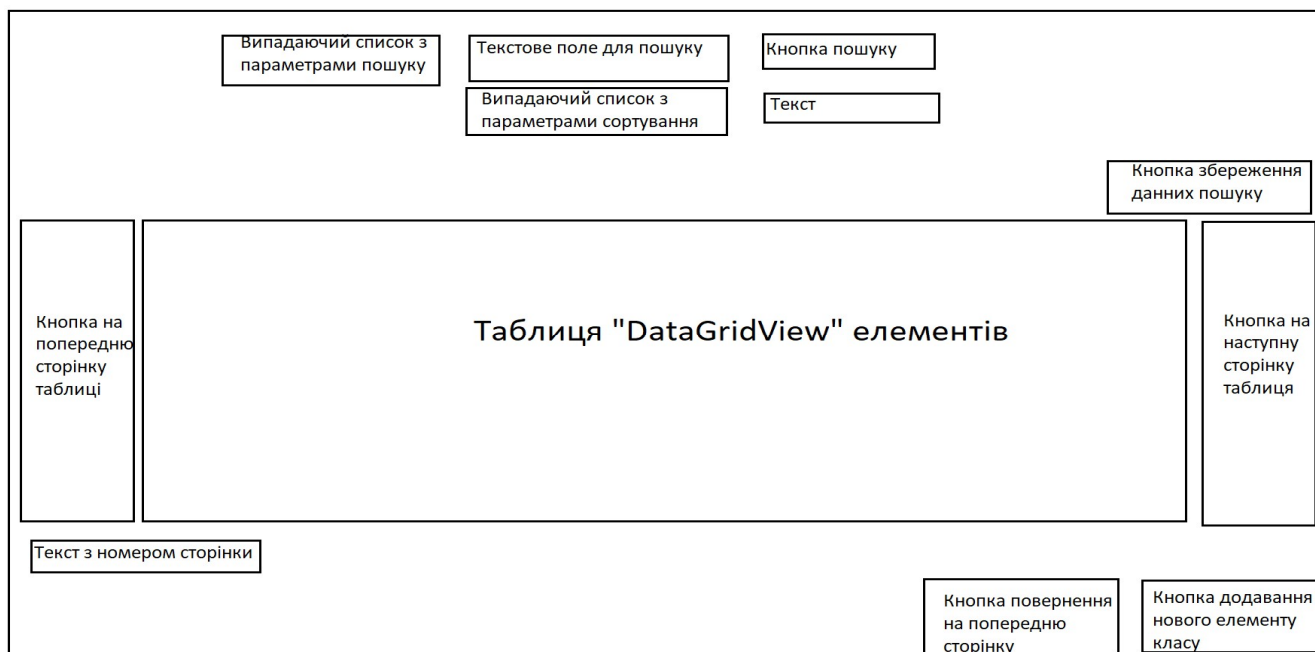 Випадаючий список з
параметрами пошуку
Текстове поле для пошуку
Кнопка пошуку
Випадаючий список з
параметрами сортування
Текст
Кнопка збереження
данних пошуку
Кнопка на
попередню
сторінку
таблиці
Таблиця "DataGridView" елементів
Кнопка на
наступну
сторінку
таблиця
Текст з номером сторінки
Кнопка повернення
на попередню
сторінку
Кнопка додавання
нового елементу
класу